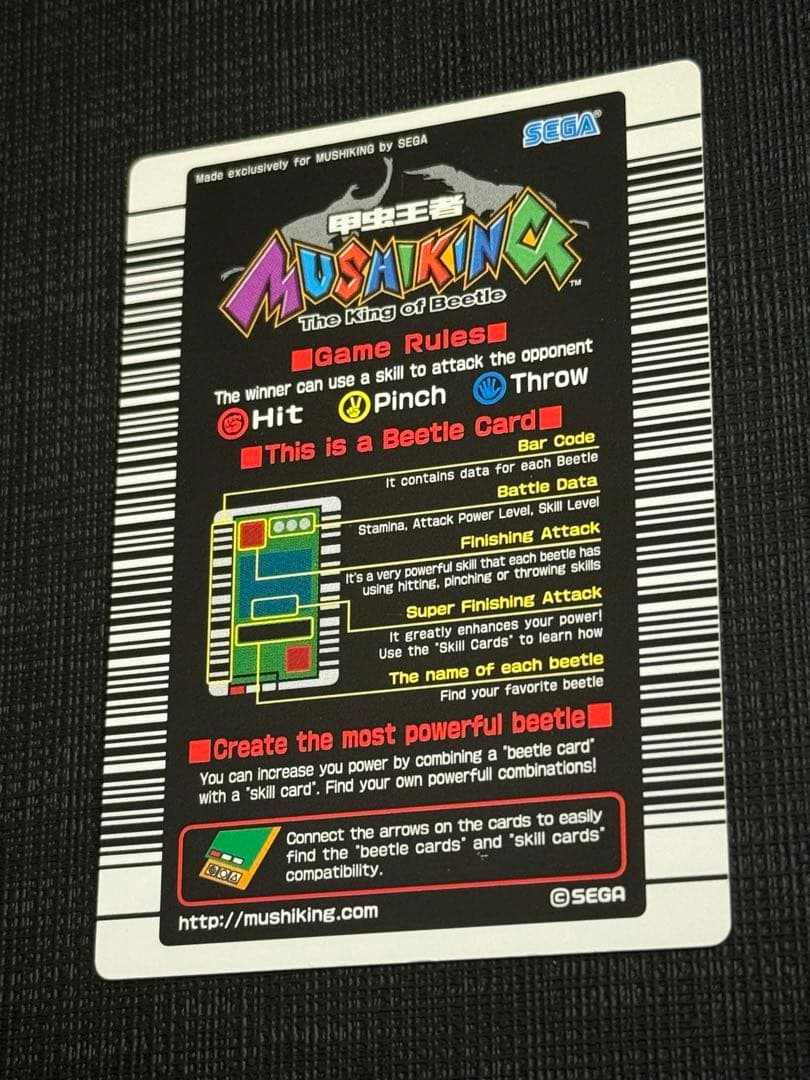 Made exclusively for MUSHIKING by SEGA
SEGA®
甲虫王者
MUSHIKING™
The King of Beetle
■Game Rules■
The winner can use a skill to attack the opponent
Hit Pinch Throw
■This is a Beetle Card■
Bar Code
It contains data for each Beetle
Battle Data
Stamina, Attack Power Level, Skill Level
Finishing Attack
It's a very powerful skill that each beetle has
using hitting, pinching or throwing skills
Super Finishing Attack
It greatly enhances your power!
Use the "Skill Cards" to learn how
The name of each beetle
Find your favorite beetle
■Create the most powerful beetle■
You can increase you power by combining a "beetle card"
with a "skill card". Find your own powerfull combinations!
Connect the arrows on the cards to easily
find the "beetle cards" and "skill cards"
compatibility.
http://mushiking.com
©SEGA